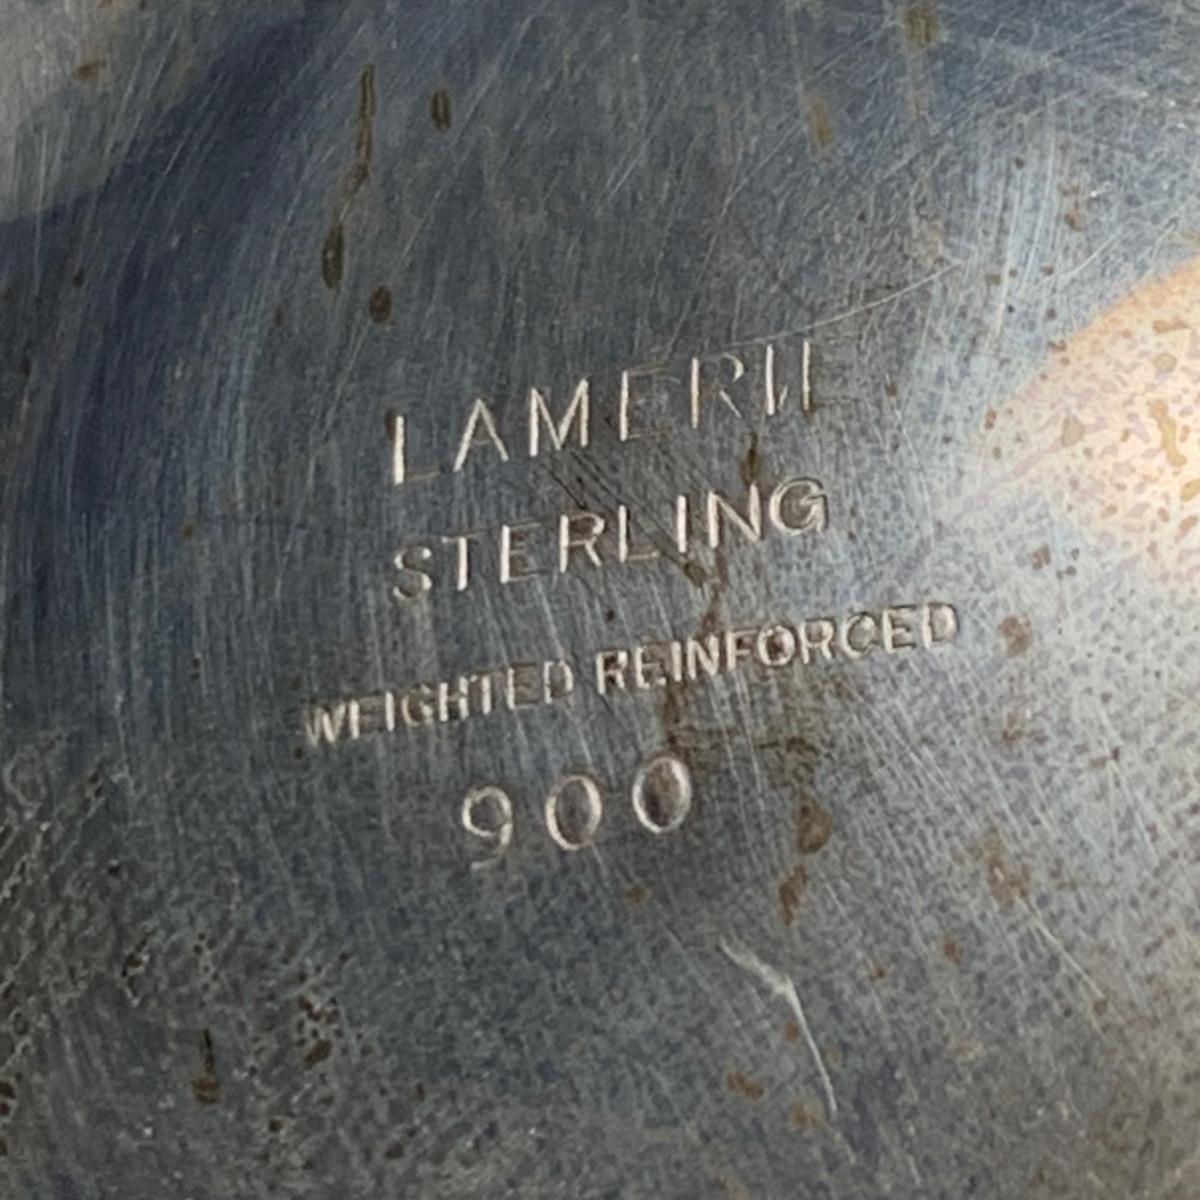 LAMERIE
STERLING
WEIGHTED REINFORCED
900